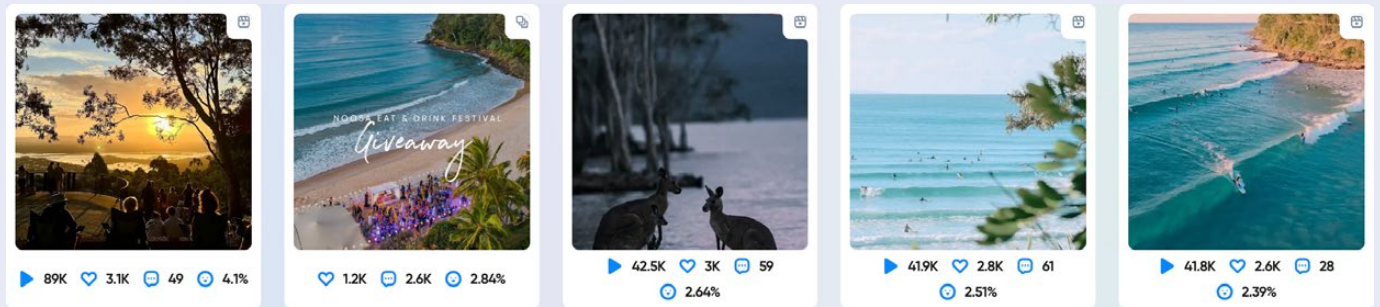 NOOSA EAT & DRINK FESTIVAL
Giveaway
89K 3.1K 49 4.1%
1.2K 2.6K 2.84%
42.5K 3K 59
2.64%
41.9K 2.8K 61
2.51%
41.8K 2.6K 28
2.39%